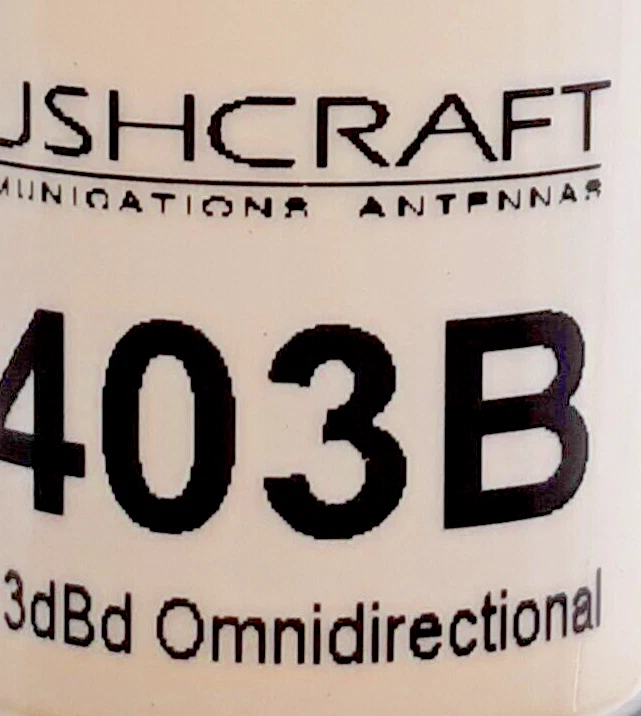 USHCRAFT
MUNICATIONS ANTENNAS
403B
3dBd Omnidirectional